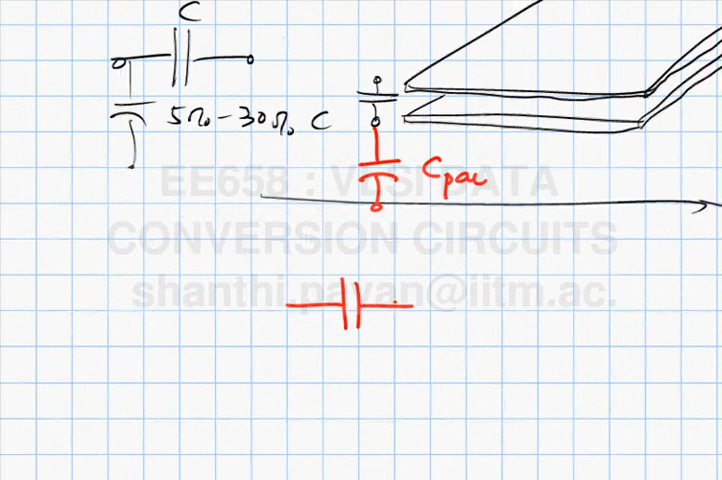 C
5% - 30% C
Cpar
EE658 : VLSI DATA
CONVERSION CIRCUITS
shanthi.pavan@iitm.ac.